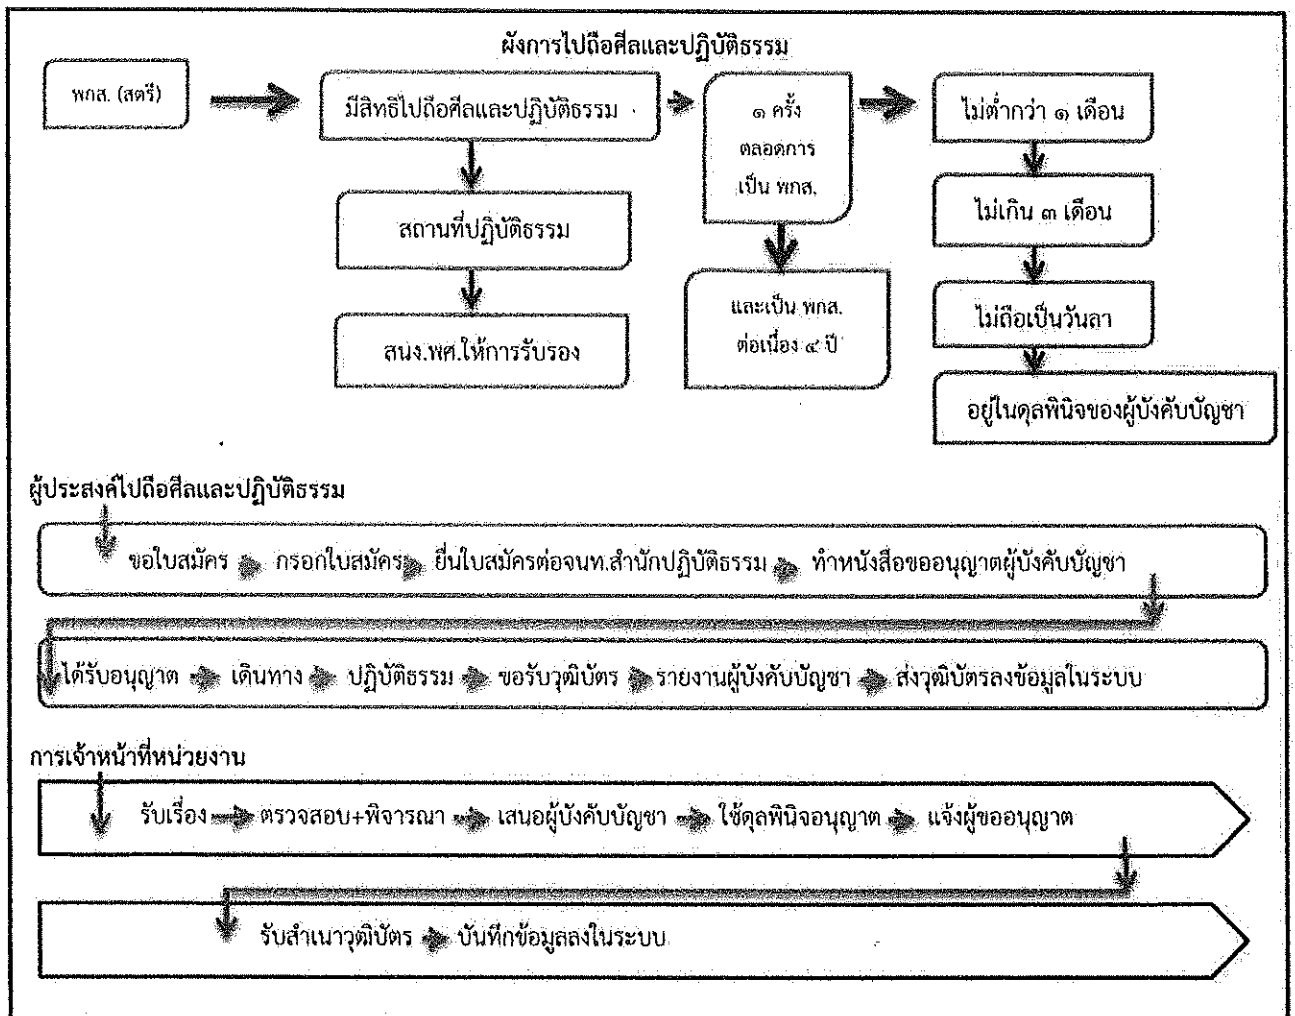 ผังการไปถือศีลและปฏิบัติธรรม
พกส. (สตรี)
มีสิทธิไปถือศีลและปฏิบัติธรรม
๑ ครั้ง
ตลอดการ
เป็น พกส.
ไม่ต่ำกว่า ๑ เดือน
สถานที่ปฏิบัติธรรม
ไม่เกิน ๓ เดือน
สนง.พศ.ให้การรับรอง
และเป็น พกส.
ต่อเนื่อง ๔ ปี
ไม่ถือเป็นวันลา
อยู่ในดุลพินิจของผู้บังคับบัญชา
ผู้ประสงค์ไปถือศีลและปฏิบัติธรรม
ขอใบสมัคร กรอกใบสมัคร ยื่นใบสมัครต่อจนท.สำนักปฏิบัติธรรม ทำหนังสือขออนุญาตผู้บังคับบัญชา
ได้รับอนุญาต เดินทาง ปฏิบัติธรรม ขอรับวุฒิบัตร รายงานผู้บังคับบัญชา ส่งวุฒิบัตรลงข้อมูลในระบบ
การเจ้าหน้าที่หน่วยงาน
รับเรื่อง ตรวจสอบ+พิจารณา เสนอผู้บังคับบัญชา ใช้ดุลพินิจอนุญาต แจ้งผู้ขออนุญาต
รับสำเนาวุฒิบัตร บันทึกข้อมูลลงในระบบ